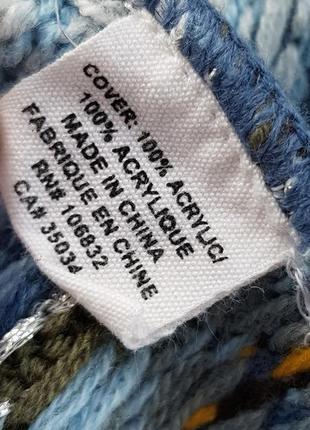 COVER: 100% ACRYLIC/
100% ACRYLIQUE
MADE IN CHINA
FABRIQUE EN CHINE
RN# 106832
CA# 35034